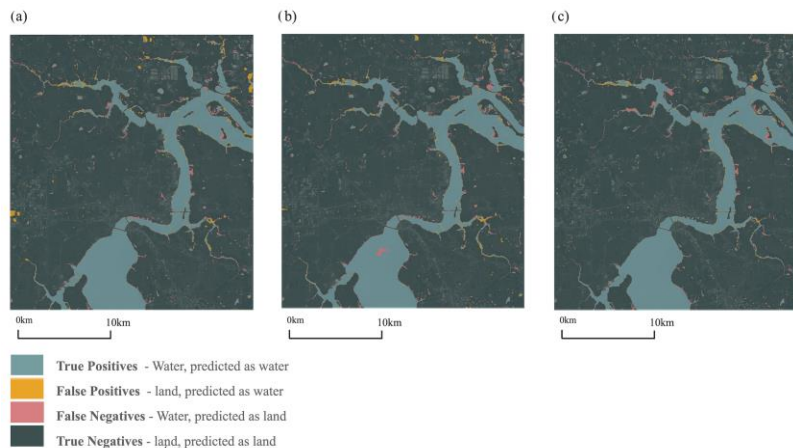 (a)
(b)
(c)
0km 10km
0km 10km
0km 10km
True Positives - Water, predicted as water
False Positives - land, predicted as water
False Negatives - Water, predicted as land
True Negatives - land, predicted as land